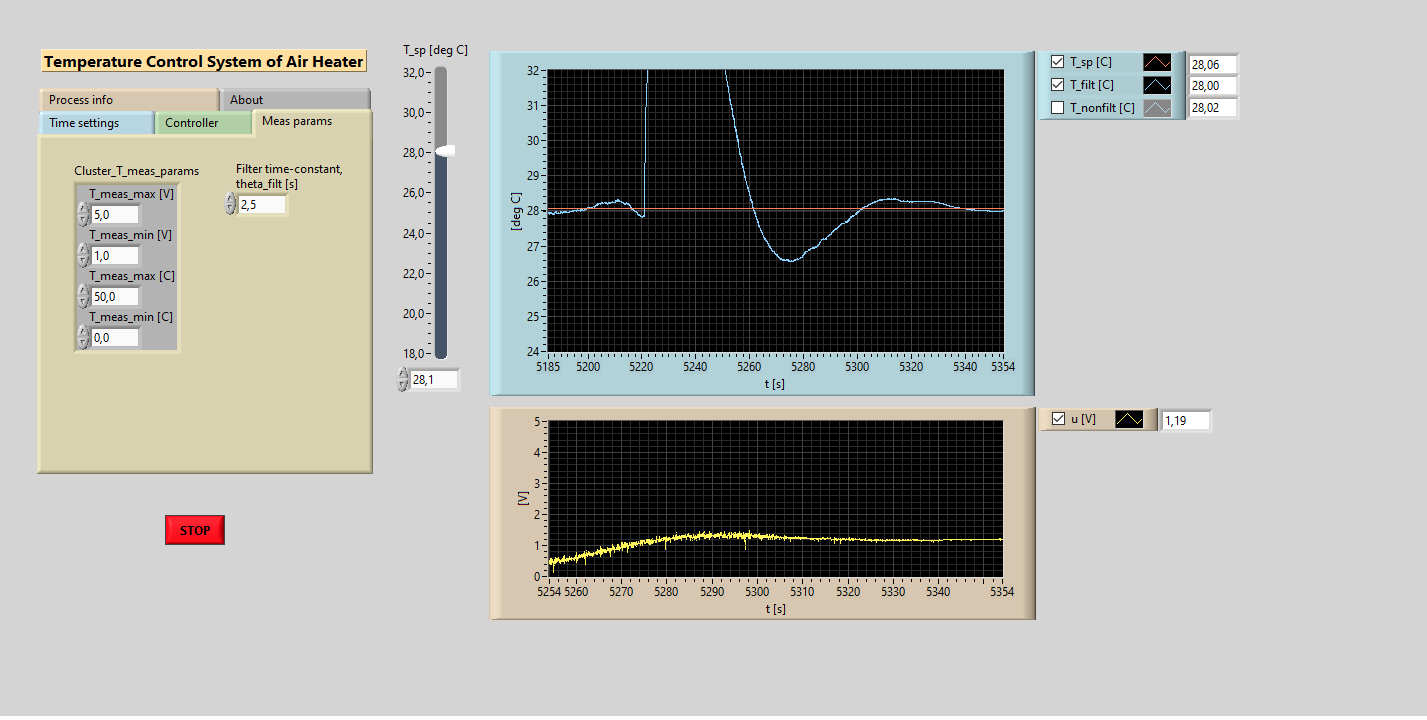 Temperature Control System of Air Heater
Process info
About
Time settings
Controller
Meas params
Cluster_T_meas_params
T_meas_max [V]
5,0
T_meas_min [V]
1,0
T_meas_max [C]
50,0
T_meas_min [C]
0,0
Filter time-constant,
theta_filt [s]
2,5
STOP
T_sp [deg C]
32,0
30,0
28,0
26,0
24,0
22,0
20,0
18,0
28,1
[deg C]
32
31
30
29
28
27
26
25
24
5185 5200 5220 5240 5260 5280 5300 5320 5340 5354
t [s]
T_sp [C] 28,06
T_filt [C] 28,00
T_nonfilt [C] 28,02
[V]
5
4
3
2
1
0
5254 5260 5270 5280 5290 5300 5310 5320 5330 5340 5354
t [s]
u [V] 1,19